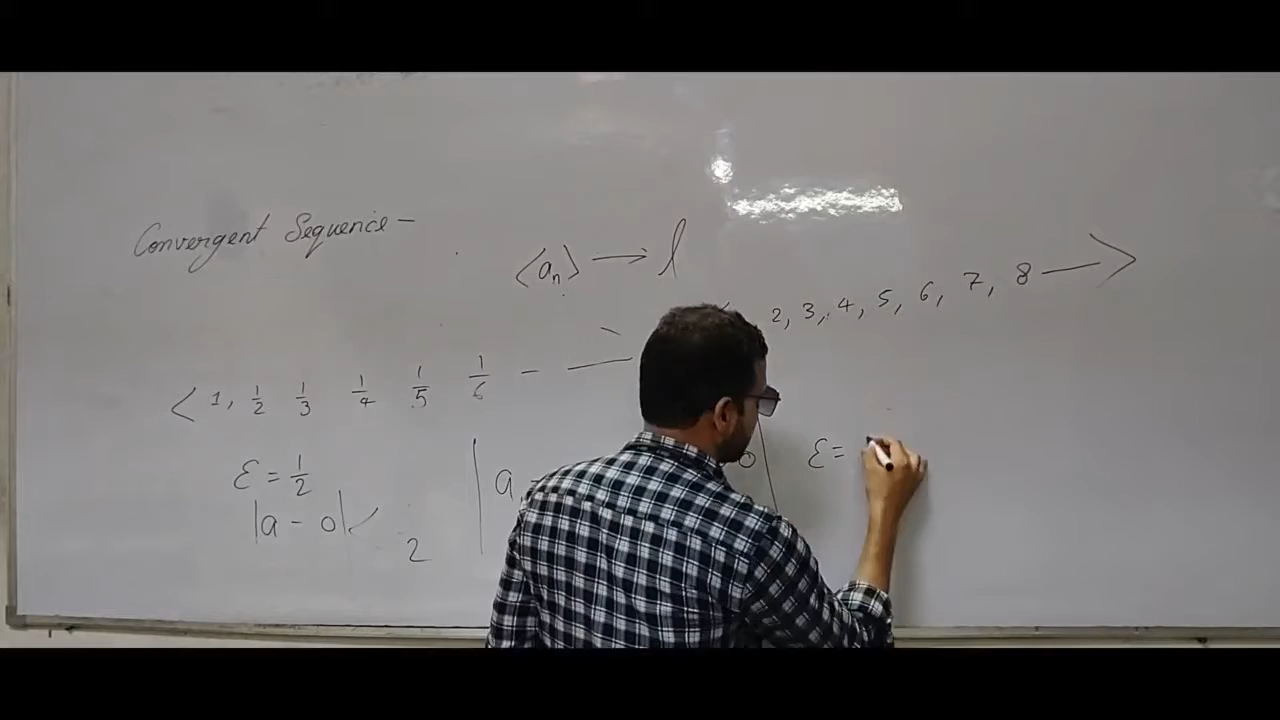 Convergent Sequence -
<aₙ> → l
2, 3, 4, 5, 6, 7, 8 —>
< 1, 1/2 1/3 1/4 1/5 1/6 - —
ε = 1/2
|a - 0| <
2
| a
0 |
ε =